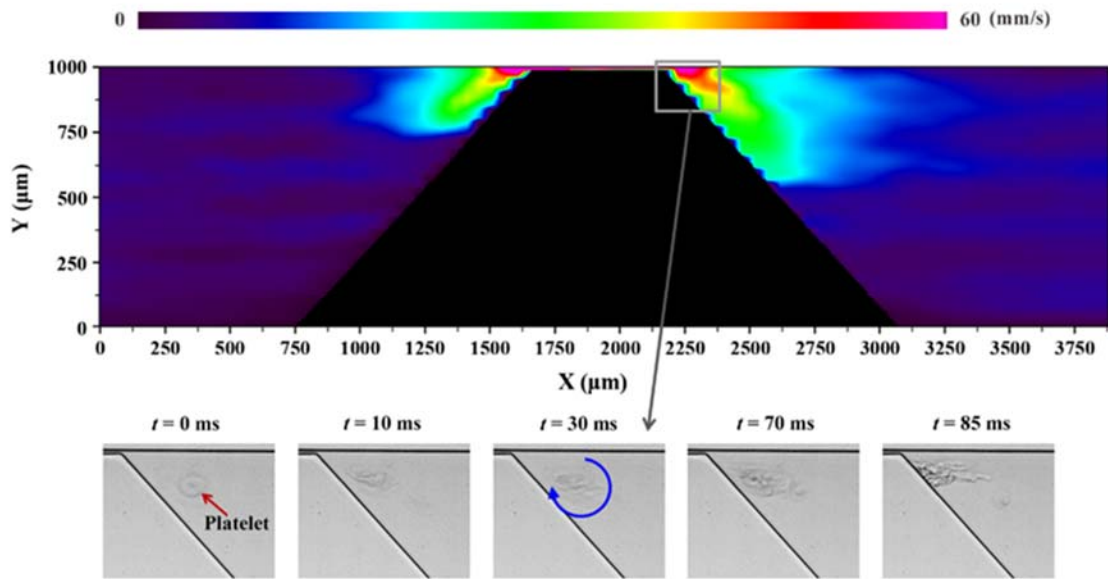 0 60 (mm/s)
1000
750
500
250
0
Y (µm)
0 250 500 750 1000 1250 1500 1750 2000 2250 2500 2750 3000 3250 3500 3750
X (µm)
t = 0 ms t = 10 ms t = 30 ms t = 70 ms t = 85 ms
Platelet